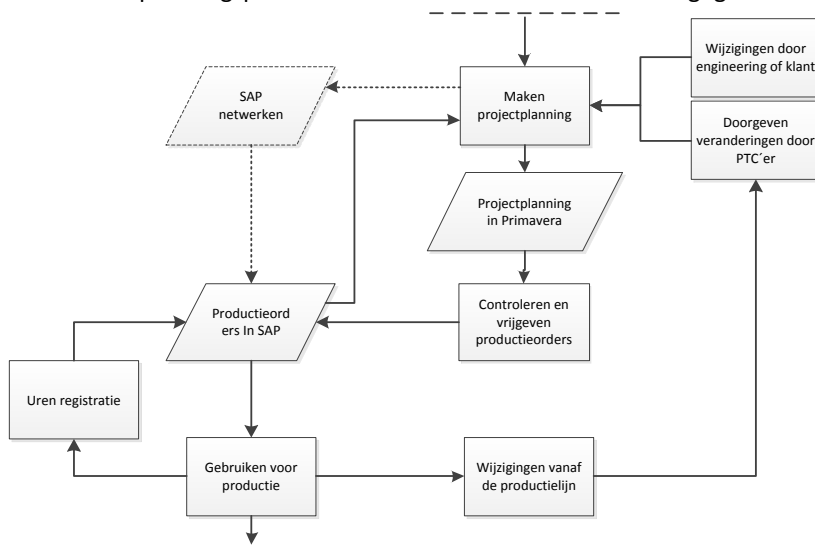 Wijzigingen door
engineering of klant
SAP
netwerken
Maken
projectplanning
Doorgeven
veranderingen door
PTC´er
Projectplanning
in Primavera
Productieord
ers In SAP
Controleren en
vrijgeven
productieorders
Uren registratie
Gebruiken voor
productie
Wijzigingen vanaf
de productielijn